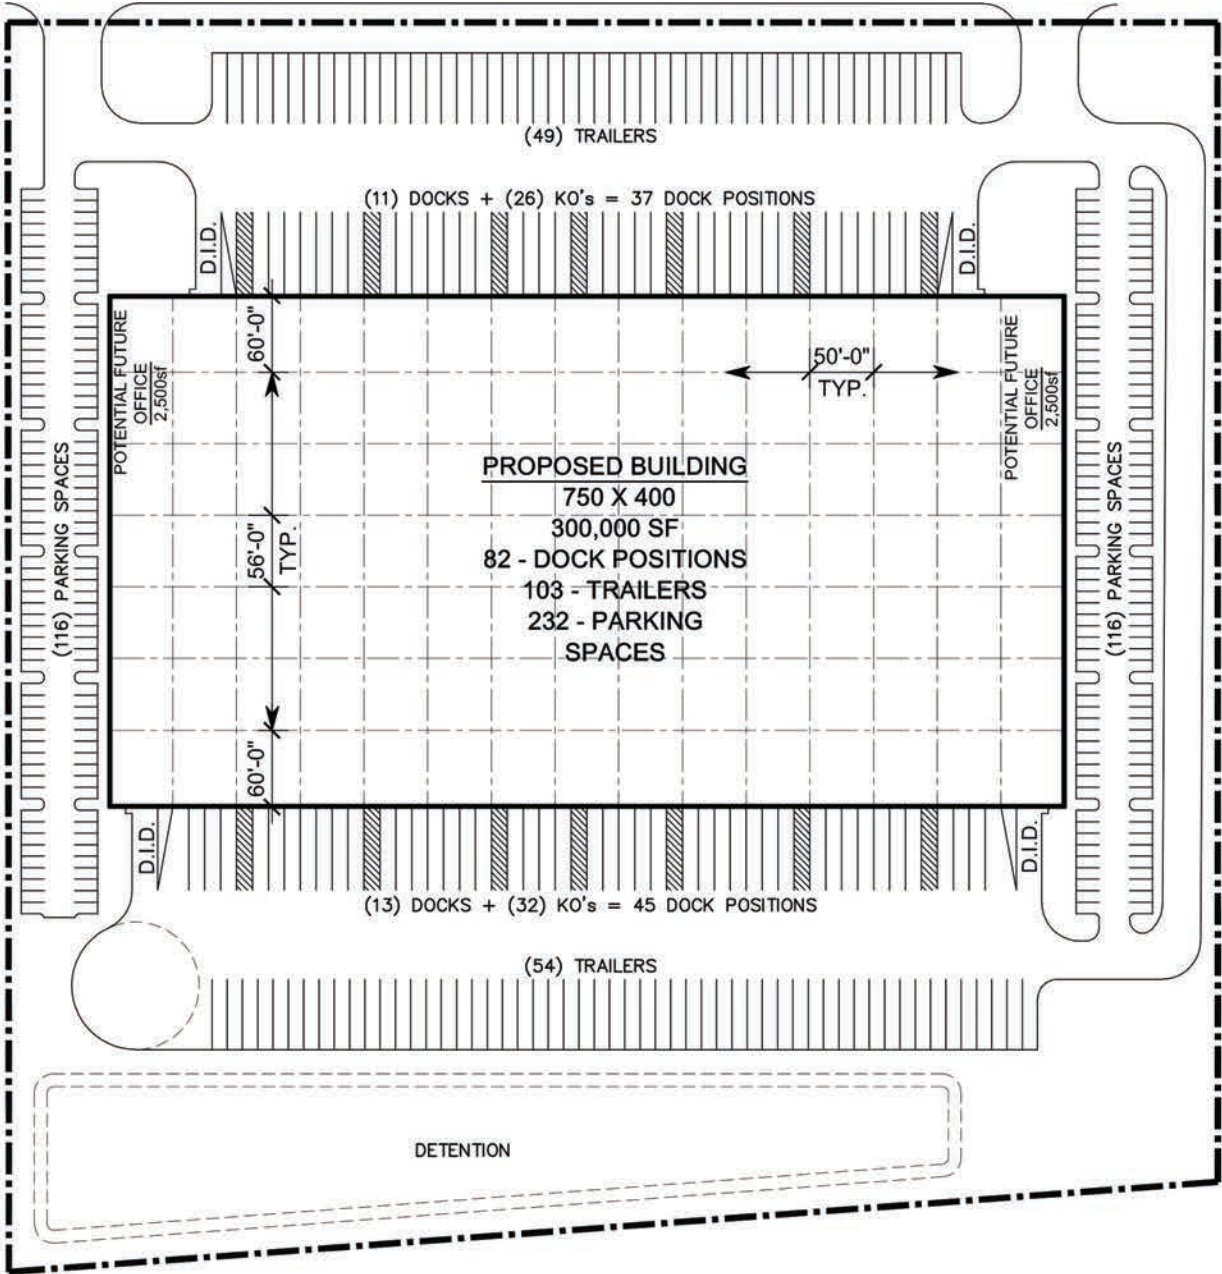 (49) TRAILERS
(11) DOCKS + (26) KO's = 37 DOCK POSITIONS
D.I.D.
D.I.D.
60'-0"
POTENTIAL FUTURE
OFFICE
2,500sf
50'-0"
TYP.
POTENTIAL FUTURE
OFFICE
2,500sf
(116) PARKING SPACES
56'-0"
TYP.
PROPOSED BUILDING
750 X 400
300,000 SF
82 - DOCK POSITIONS
103 - TRAILERS
232 - PARKING
SPACES
(116) PARKING SPACES
60'-0"
D.I.D.
D.I.D.
(13) DOCKS + (32) KO's = 45 DOCK POSITIONS
(54) TRAILERS
DETENTION